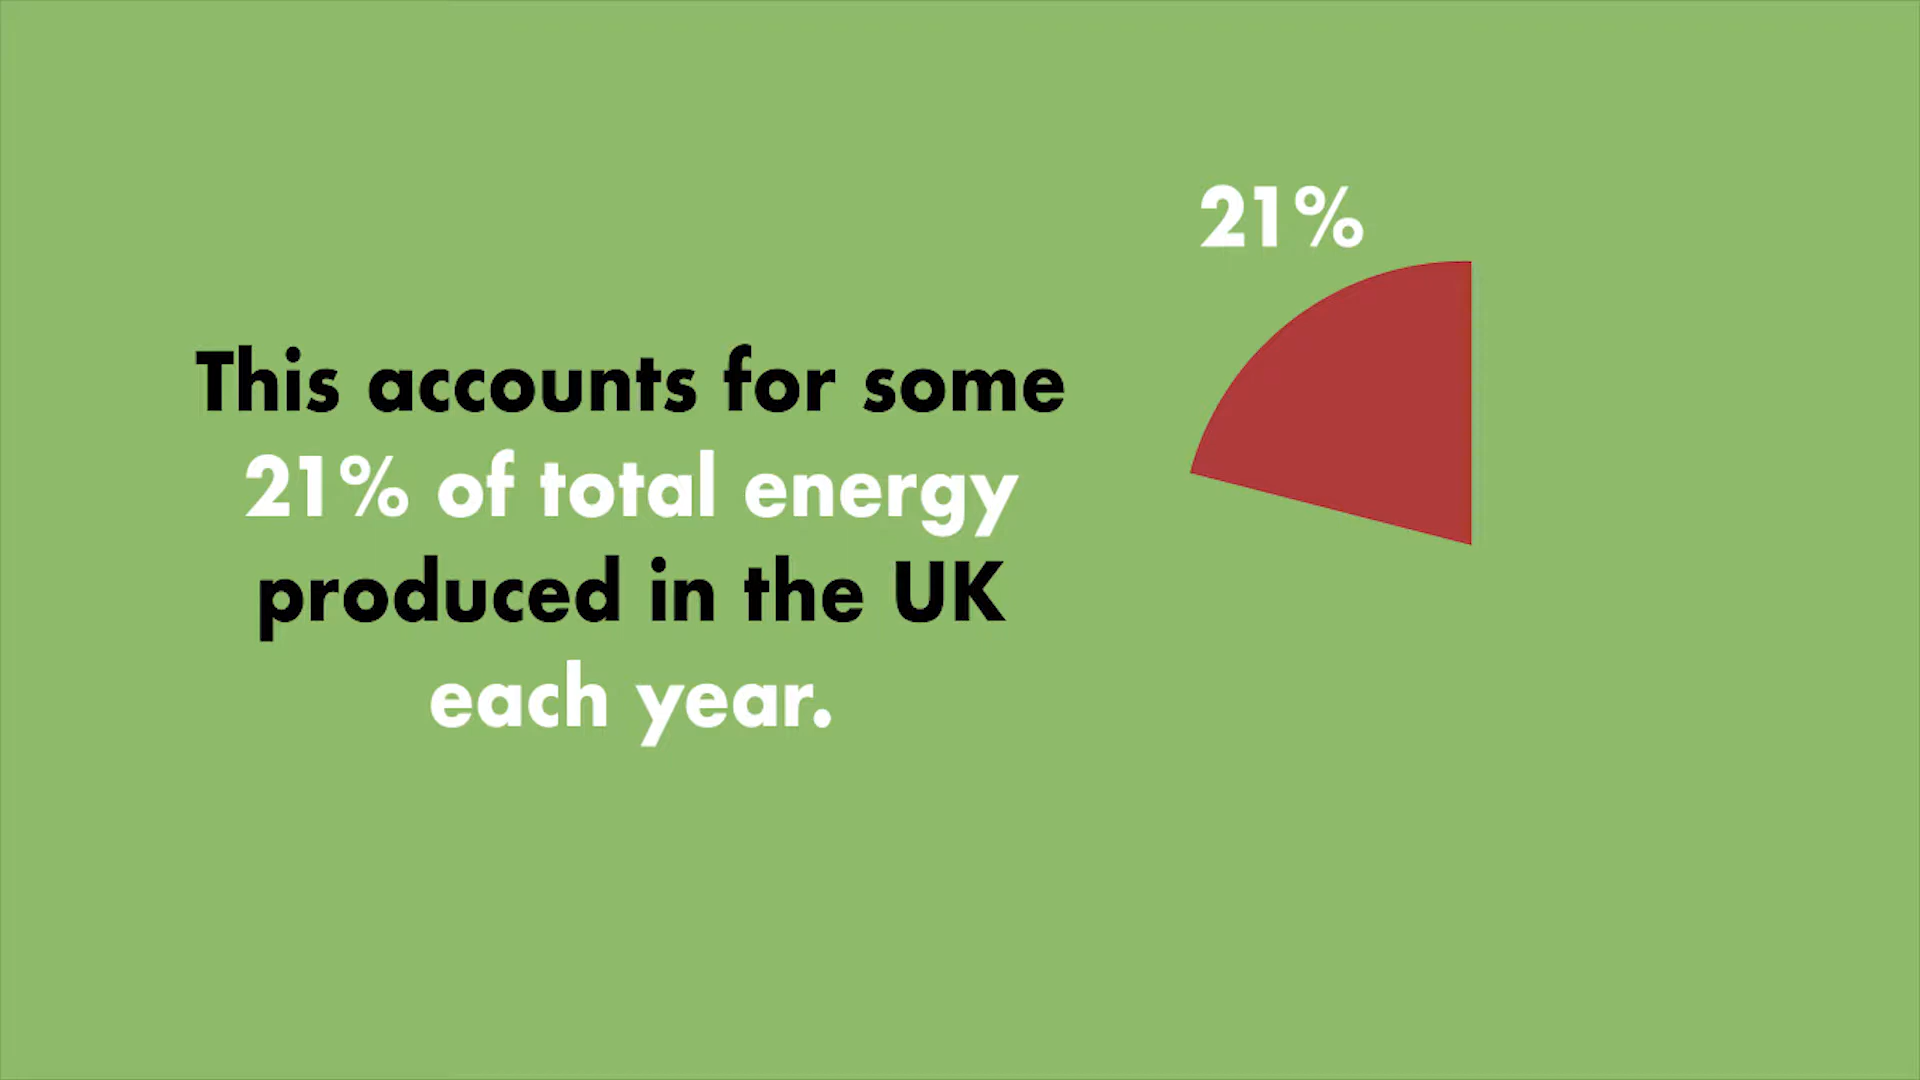 21%
This accounts for some
21% of total energy
produced in the UK
each year.